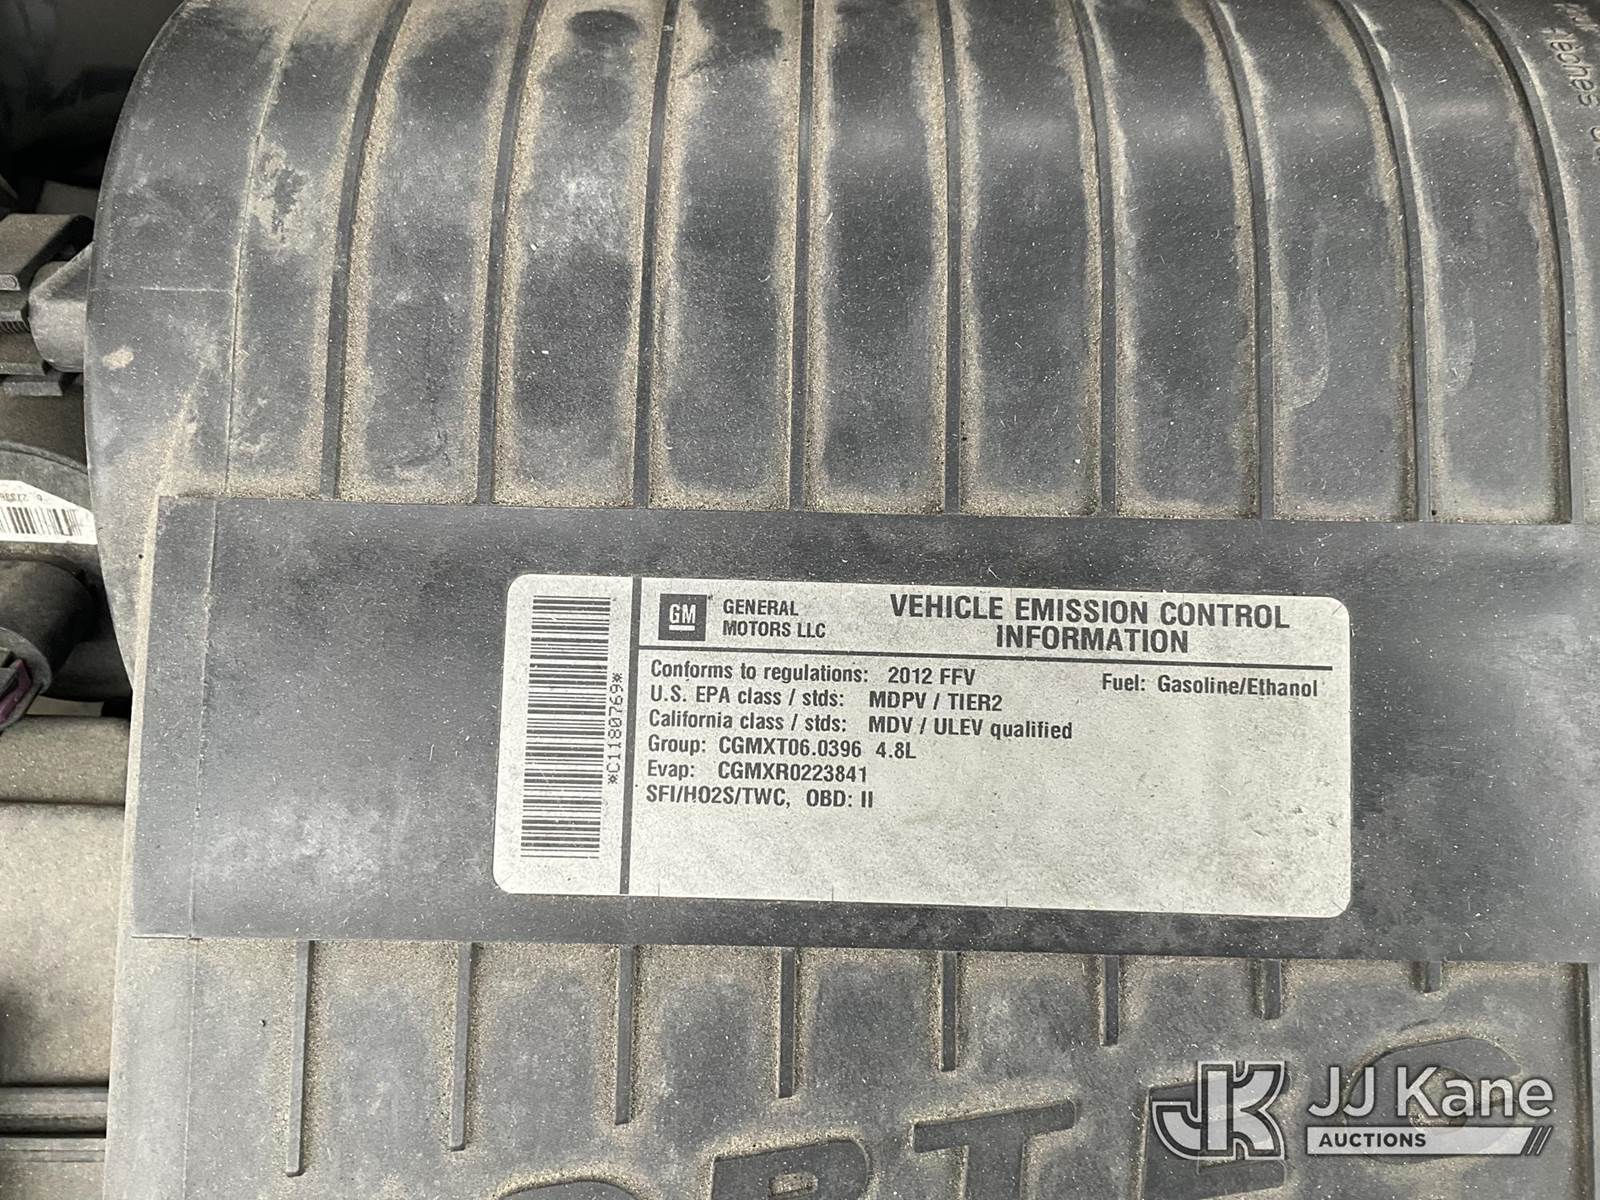 GM
GENERAL
MOTORS LLC
VEHICLE EMISSION CONTROL
INFORMATION
Conforms to regulations: 2012 FFV
Fuel: Gasoline/Ethanol
U.S. EPA class / stds: MDPV / TIER2
California class / stds: MDV / ULEV qualified
Group: CGMXT06.0396 4.8L
Evap: CGMXR0223841
SFI/HO2S/TWC, OBD: II
*C1180769*
JK
JJ Kane
AUCTIONS